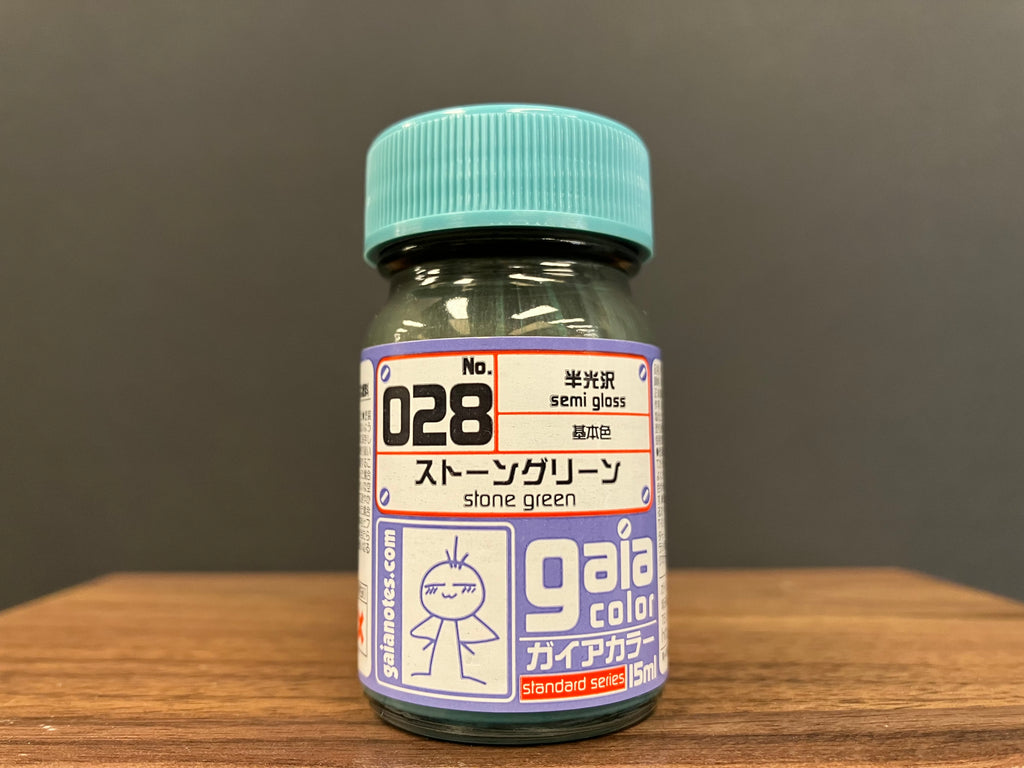 No.
028
半光沢
semi gloss
基本色
ストーングリーン
stone green
gaianotes.com
gaia
color
ガイアカラー
standard series
15ml